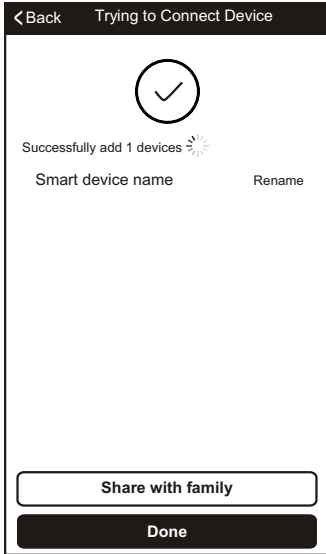 Back Trying to Connect Device
Successfully add 1 devices
Smart device name Rename
Share with family
Done